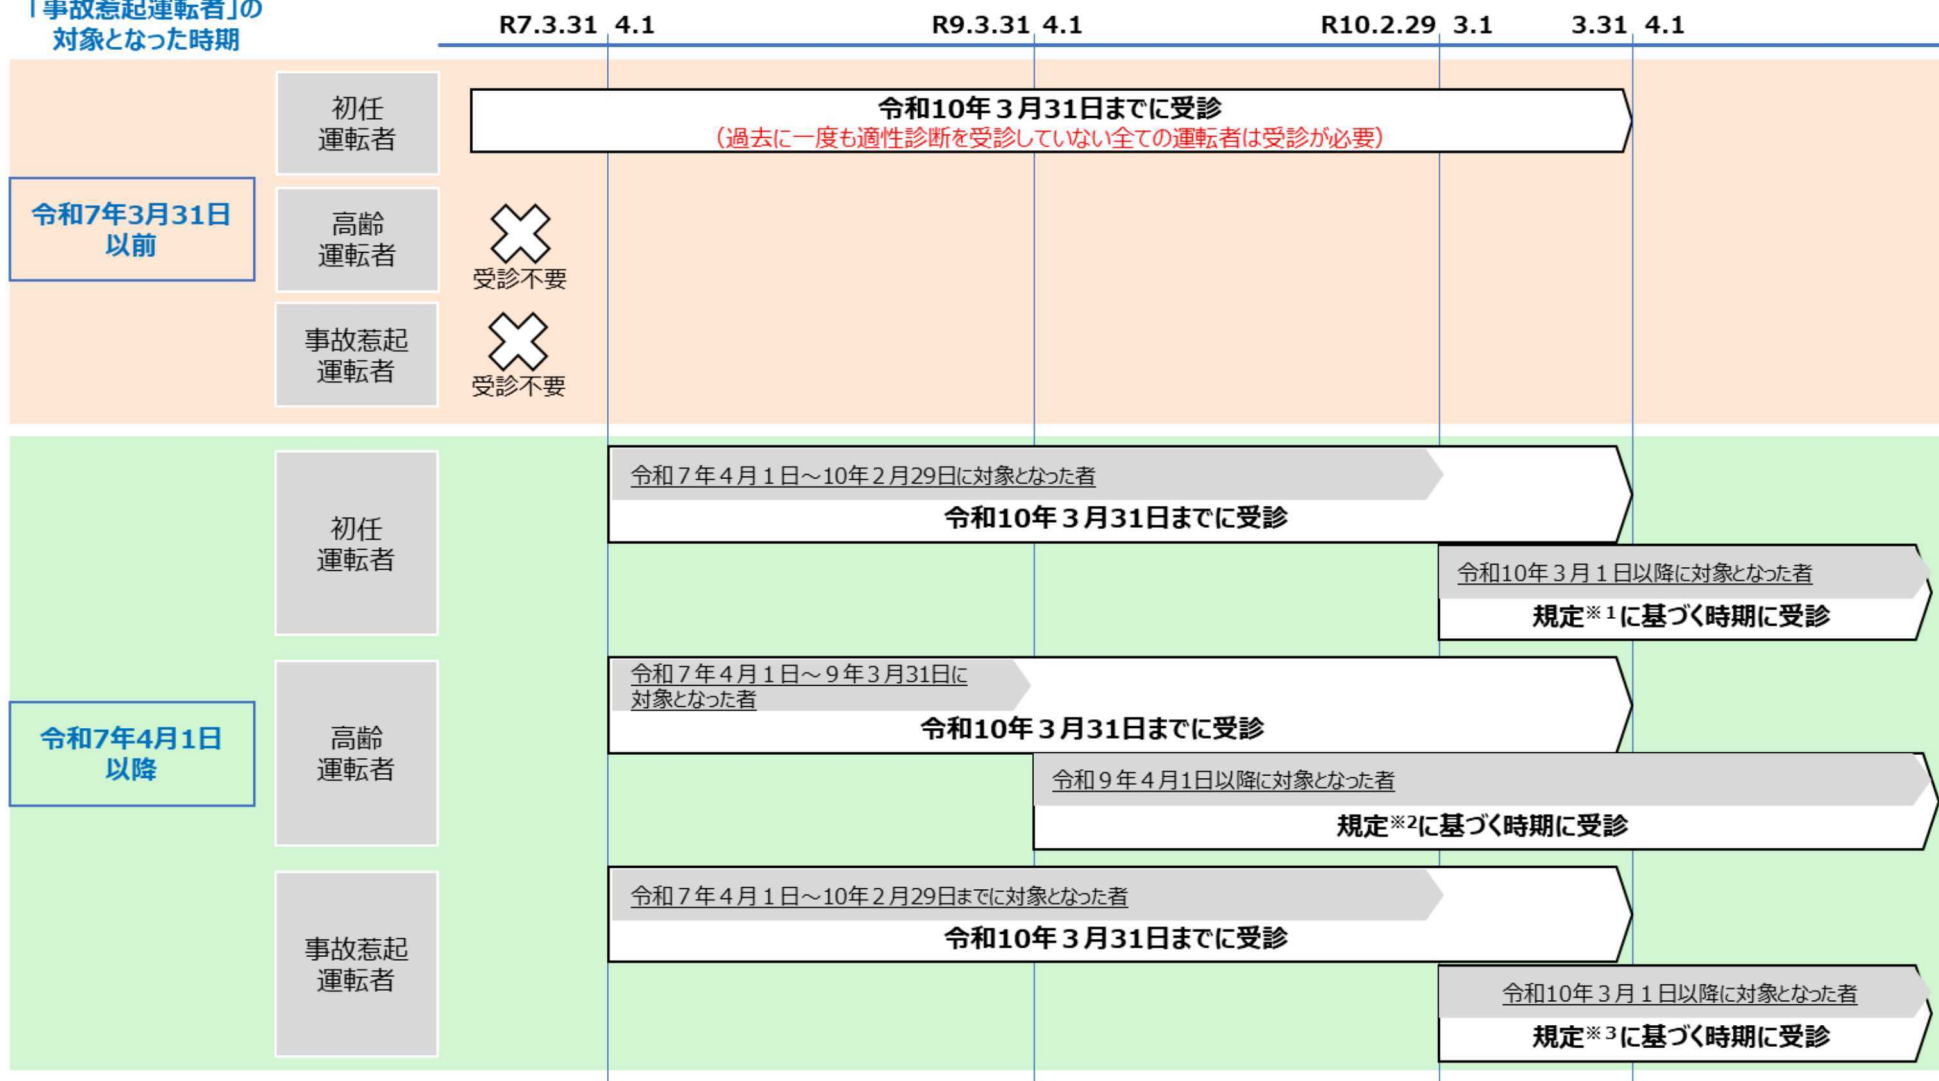 「事故惹起運転者」の
対象となった時期
R7.3.31 4.1 R9.3.31 4.1 R10.2.29 3.1 3.31 4.1
令和7年3月31日
以前
初任
運転者
令和10年３月31日までに受診
（過去に一度も適性診断を受診していない全ての運転者は受診が必要）
高齢
運転者
受診不要
事故惹起
運転者
受診不要
令和7年4月1日
以降
初任
運転者
令和７年４月１日～10年２月29日に対象となった者
令和10年３月31日までに受診
令和10年３月１日以降に対象となった者
規定※1に基づく時期に受診
高齢
運転者
令和７年４月１日～９年３月31日に
対象となった者
令和10年３月31日までに受診
令和９年４月1日以降に対象となった者
規定※2に基づく時期に受診
事故惹起
運転者
令和７年４月１日～10年２月29日までに対象となった者
令和10年３月31日までに受診
令和10年３月１日以降に対象となった者
規定※3に基づく時期に受診